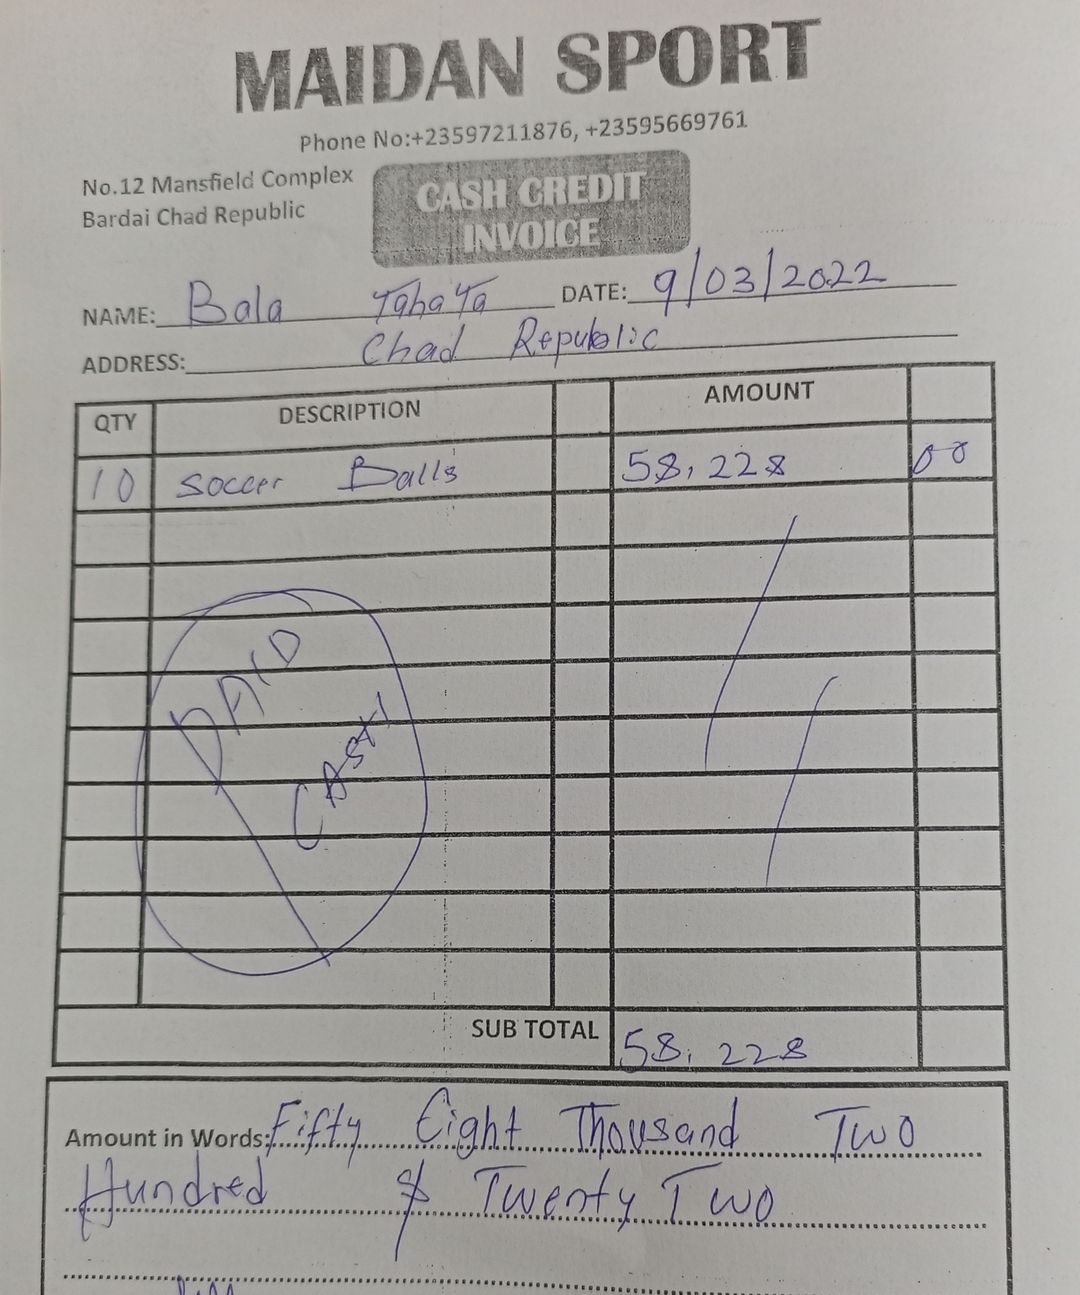 MAIDAN SPORT
Phone No:+23597211876, +23595669761
No.12 Mansfield Complex
Bardai Chad Republic
CASH CREDIT
INVOICE
NAME: Bala Tahata DATE: 9/03/2022
ADDRESS: Chad Republic
QTY DESCRIPTION AMOUNT
10 soccer Balls 58,228 00
PAID
CASH
SUB TOTAL 58,228
Amount in Words: Fifty Eight Thousand Two
Hundred & Twenty Two